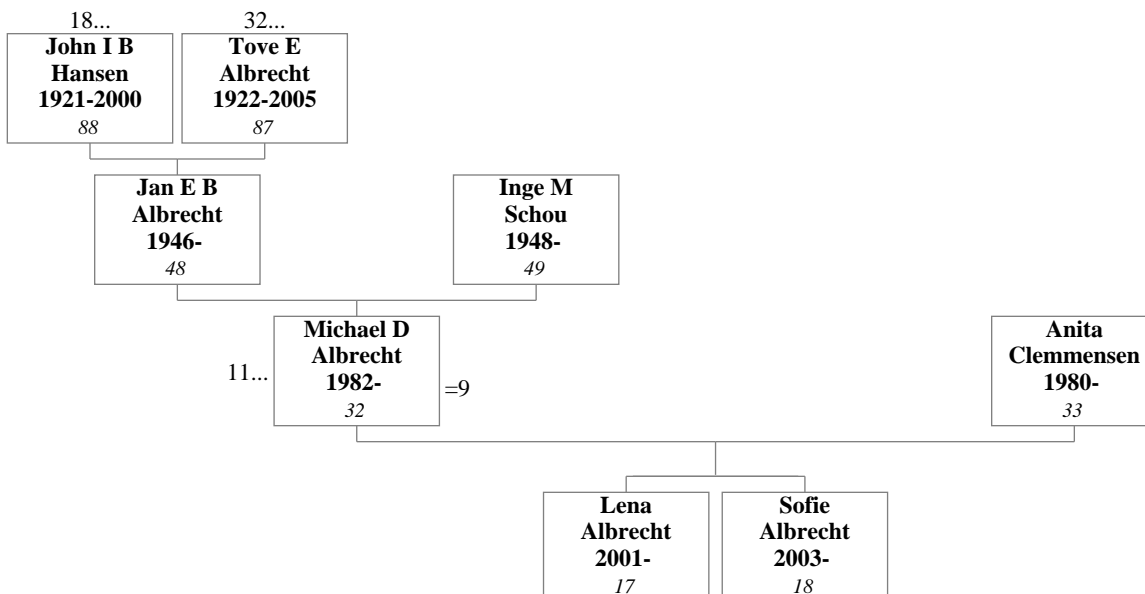 18...
32...
John I B
Hansen
1921-2000
88
Tove E
Albrecht
1922-2005
87
Jan E B
Albrecht
1946-
48
Inge M
Schou
1948-
49
11...
Michael D
Albrecht
1982-
32
=9
Anita
Clemmensen
1980-
33
Lena
Albrecht
2001-
17
Sofie
Albrecht
2003-
18